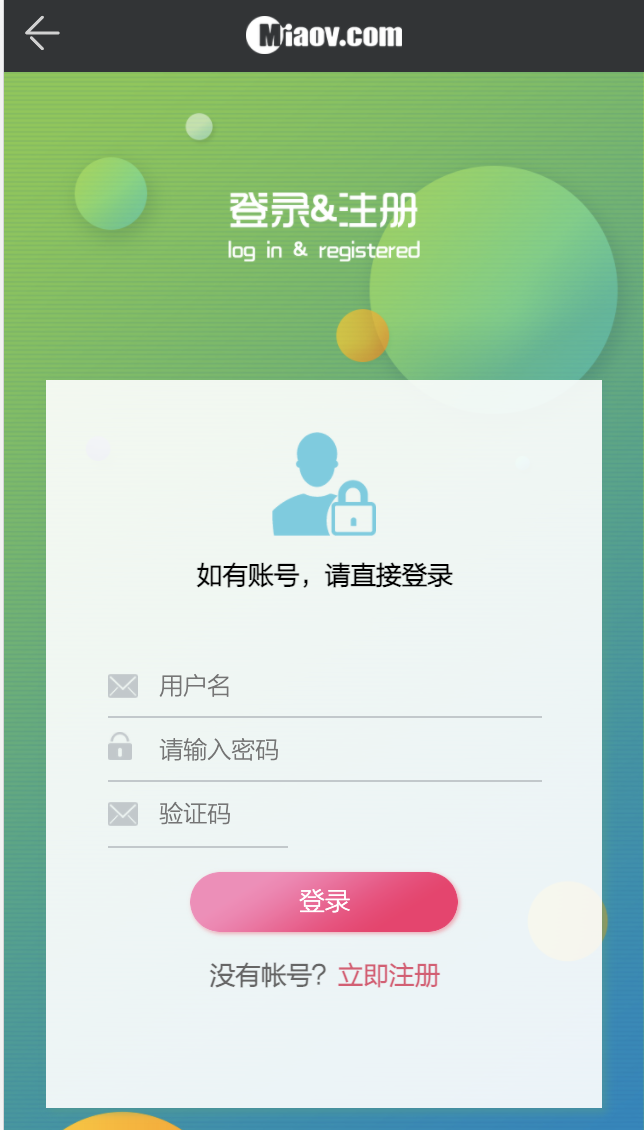 Miaov.com
登录&注册
log in & registered
如有账号，请直接登录
用户名
请输入密码
验证码
登录
没有帐号？立即注册